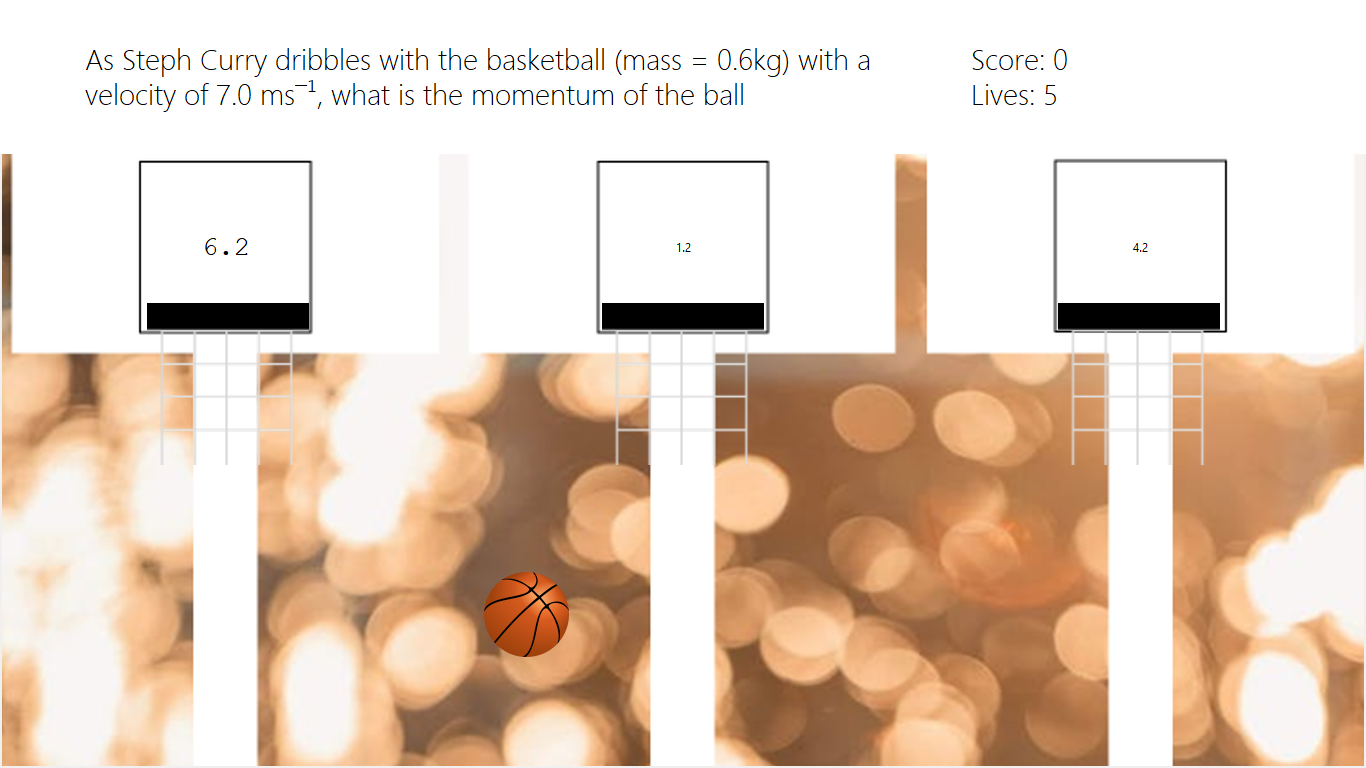 As Steph Curry dribbles with the basketball (mass = 0.6kg) with a
velocity of 7.0 ms⁻¹, what is the momentum of the ball
Score: 0
Lives: 5
6.2
1.2
4.2